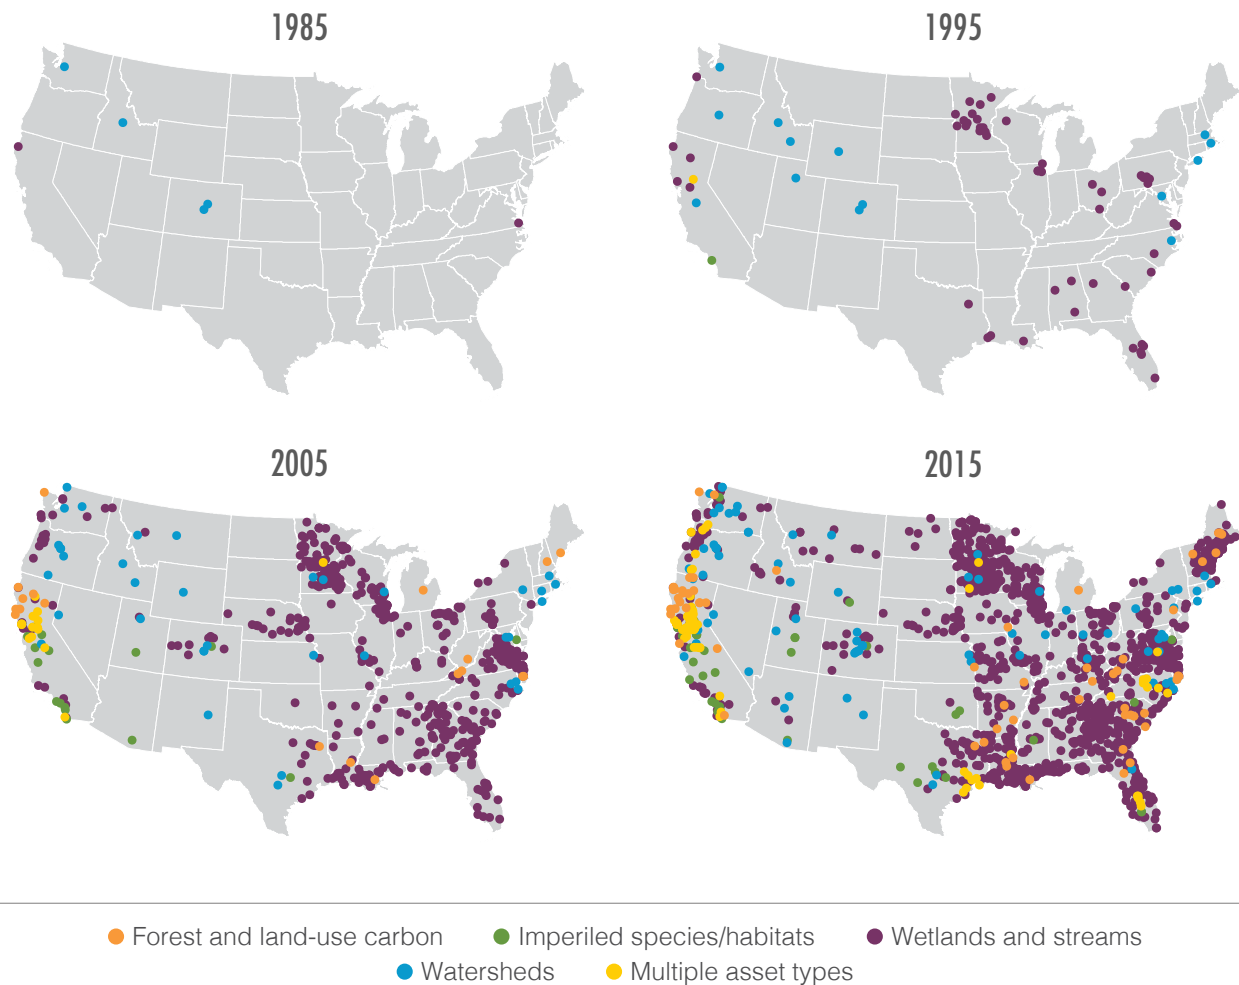 1985
1995
2005
2015
Forest and land-use carbon
Imperiled species/habitats
Wetlands and streams
Watersheds
Multiple asset types